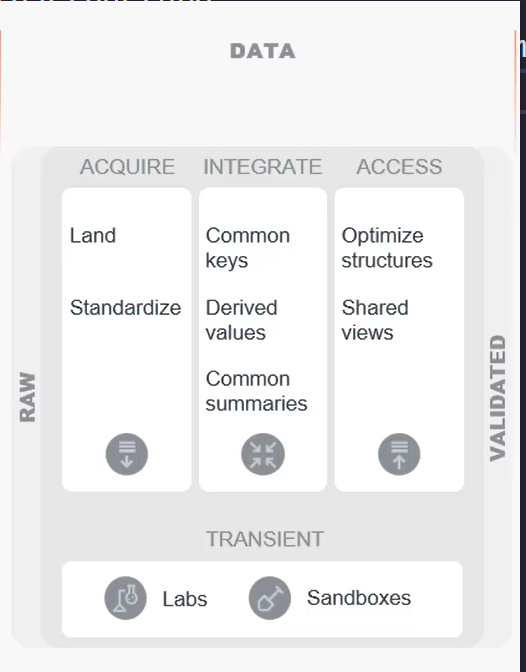 DATA
ACQUIRE
INTEGRATE
ACCESS
Land
Standardize
Common
keys
Derived
values
Common
summaries
Optimize
structures
Shared
views
RAW
VALIDATED
TRANSIENT
Labs
Sandboxes